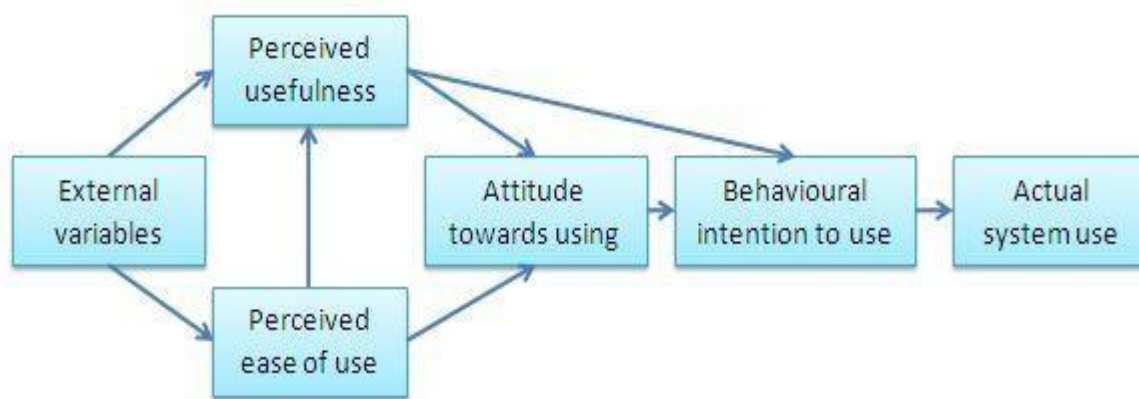 Perceived
usefulness
External
variables
Attitude
towards using
Behavioural
intention to use
Actual
system use
Perceived
ease of use